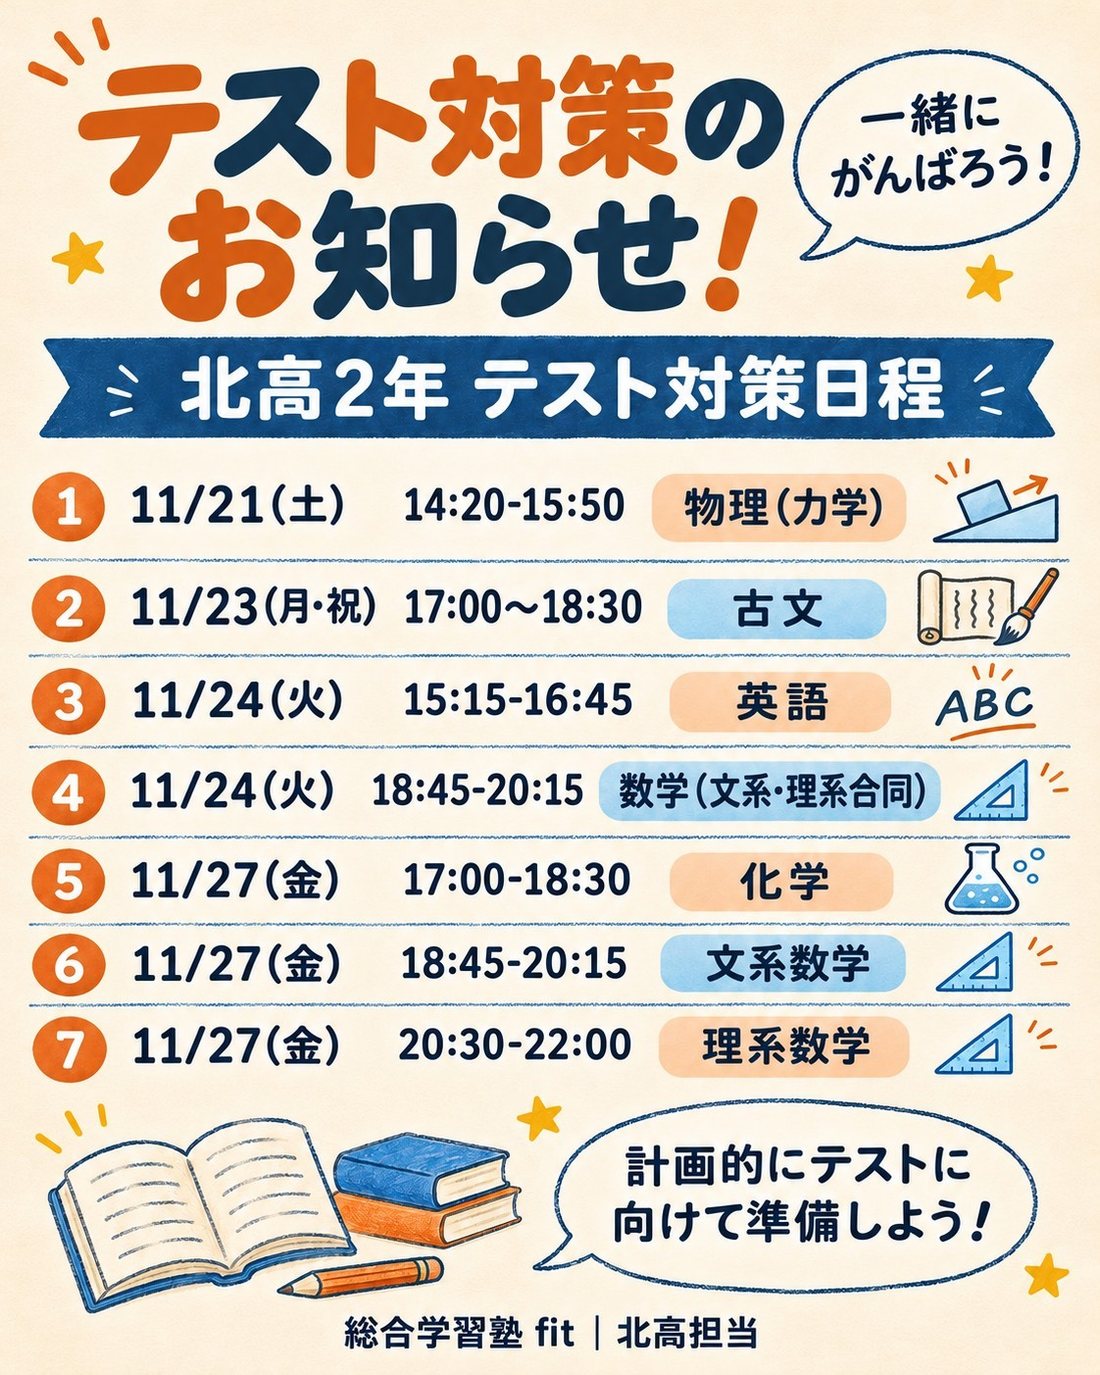 テスト対策の
お知らせ!
一緒に
がんばろう!
北高2年 テスト対策日程
1 11/21(土) 14:20-15:50 物理(力学)
2 11/23(月・祝) 17:00〜18:30 古文
3 11/24(火) 15:15-16:45 英語 ABC
4 11/24(火) 18:45-20:15 数学(文系・理系合同)
5 11/27(金) 17:00-18:30 化学
6 11/27(金) 18:45-20:15 文系数学
7 11/27(金) 20:30-22:00 理系数学
計画的にテストに
向けて準備しよう!
総合学習塾 fit | 北高担当